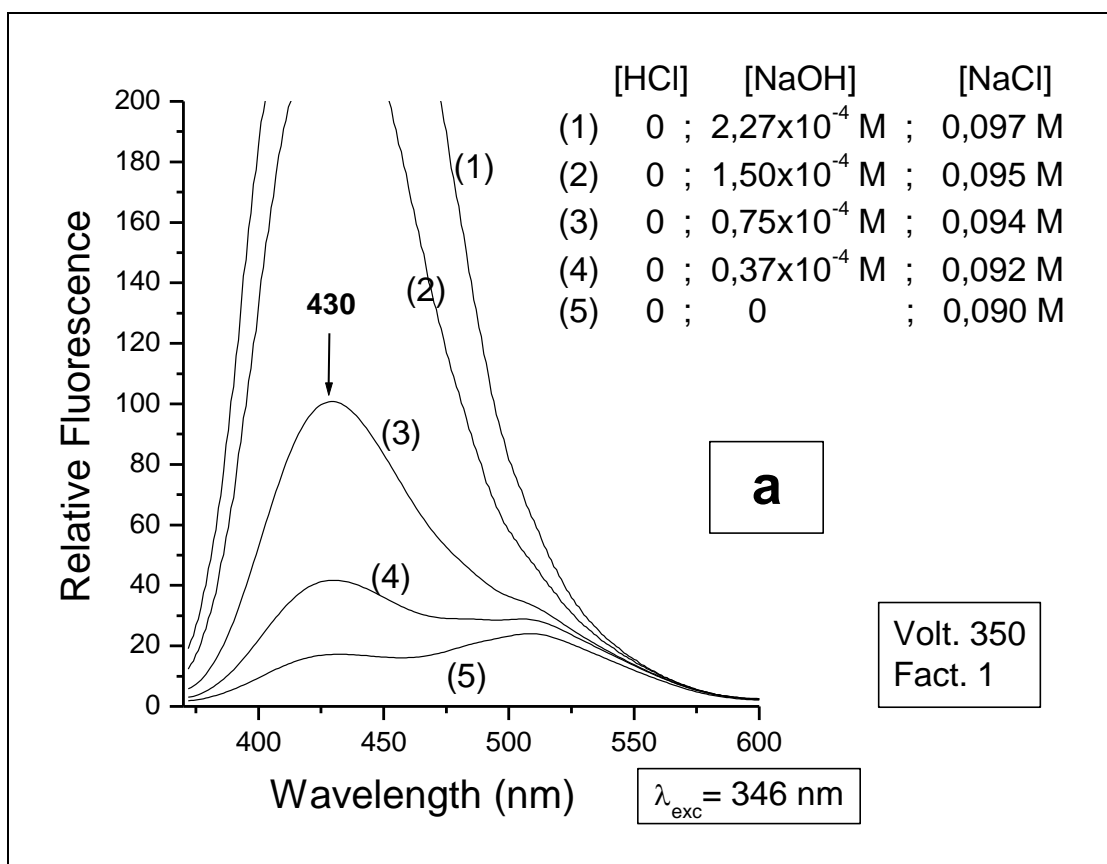 [HCl] [NaOH] [NaCl]
(1) 0 ; 2,27x10⁻⁴ M ; 0,097 M
(2) 0 ; 1,50x10⁻⁴ M ; 0,095 M
(3) 0 ; 0,75x10⁻⁴ M ; 0,094 M
(4) 0 ; 0,37x10⁻⁴ M ; 0,092 M
(5) 0 ; 0 ; 0,090 M
200
180
160
140
120
100
80
60
40
20
0
Relative Fluorescence
(1)
(2)
430
(3)
(4)
(5)
a
Volt. 350
Fact. 1
400 450 500 550 600
Wavelength (nm)
λexc= 346 nm